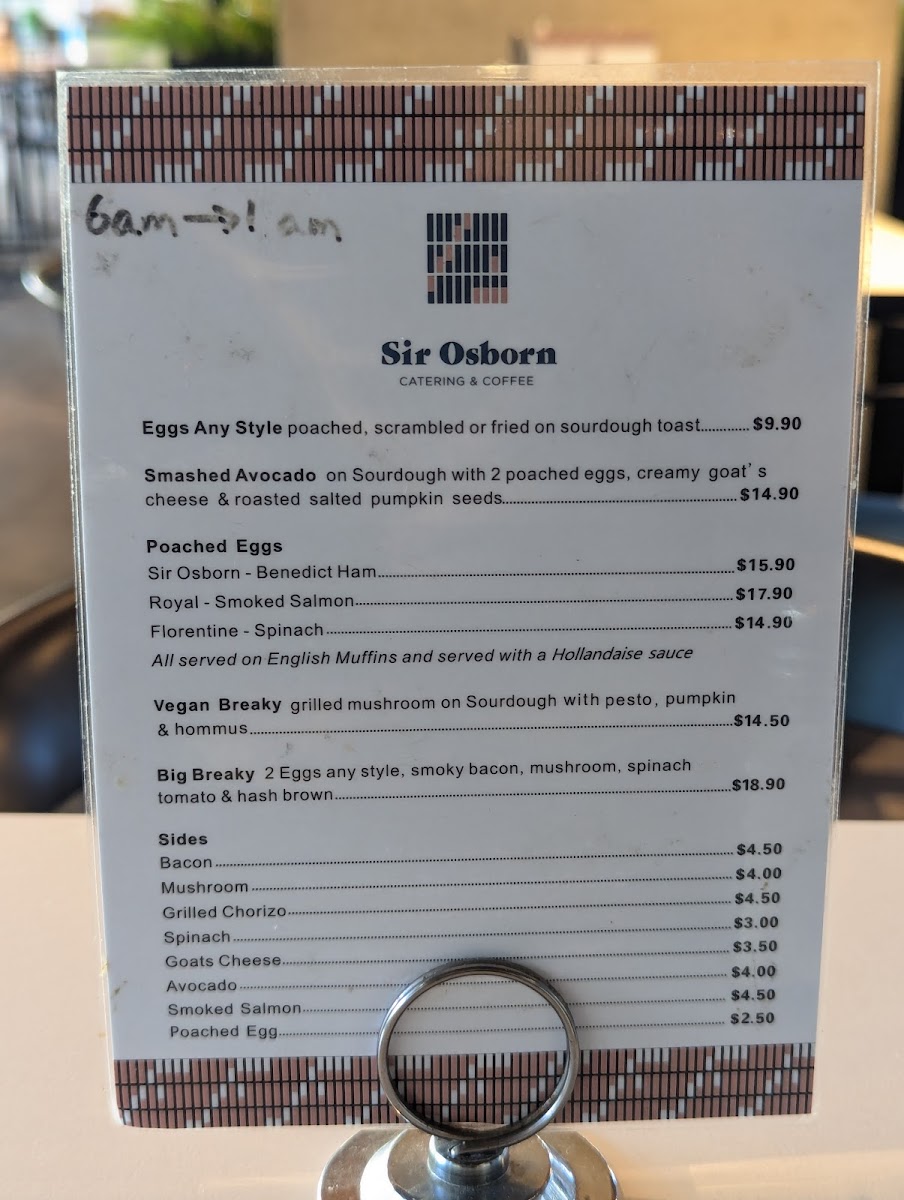 6am → 1 am
Sir Osborn
CATERING & COFFEE
Eggs Any Style poached, scrambled or fried on sourdough toast............ $9.90
Smashed Avocado on Sourdough with 2 poached eggs, creamy goat's
cheese & roasted salted pumpkin seeds............ $14.90
Poached Eggs
Sir Osborn - Benedict Ham............ $15.90
Royal - Smoked Salmon............ $17.90
Florentine - Spinach............ $14.90
All served on English Muffins and served with a Hollandaise sauce
Vegan Breaky grilled mushroom on Sourdough with pesto, pumpkin
& hommus............ $14.50
Big Breaky 2 Eggs any style, smoky bacon, mushroom, spinach
tomato & hash brown............ $18.90
Sides
Bacon............ $4.50
Mushroom............ $4.00
Grilled Chorizo............ $4.50
Spinach............ $3.00
Goats Cheese............ $3.50
Avocado............ $4.00
Smoked Salmon............ $4.50
Poached Egg............ $2.50